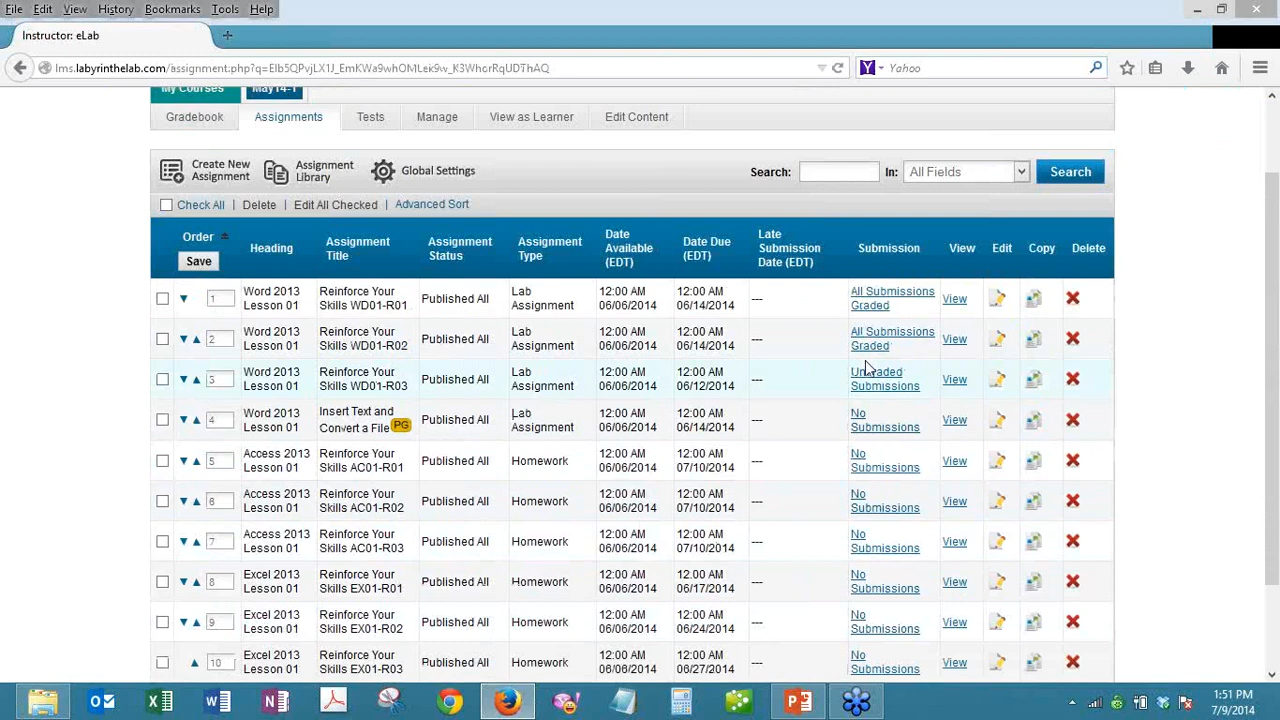 File Edit View History Bookmarks Tools Help
Instructor: eLab
Yahoo
My Courses May14-1
Gradebook Assignments Tests Manage View as Learner Edit Content
Create New Assignment Assignment Library Global Settings Search: In: All Fields Search
Check All | Delete | Edit All Checked | Advanced Sort
Order Save Heading Assignment Title Assignment Status Assignment Type Date Available (EDT) Date Due (EDT) Late Submission Date (EDT) Submission View Edit Copy Delete
1 Word 2013 Lesson 01 Reinforce Your Skills WD01-R01 Published All Lab Assignment 12:00 AM 06/06/2014 12:00 AM 06/14/2014 --- All Submissions Graded View
2 Word 2013 Lesson 01 Reinforce Your Skills WD01-R02 Published All Lab Assignment 12:00 AM 06/06/2014 12:00 AM 06/14/2014 --- All Submissions Graded View
3 Word 2013 Lesson 01 Reinforce Your Skills WD01-R03 Published All Lab Assignment 12:00 AM 06/06/2014 12:00 AM 06/12/2014 --- Ungraded Submissions View
4 Word 2013 Lesson 01 Insert Text and Convert a File PG Published All Lab Assignment 12:00 AM 06/06/2014 12:00 AM 06/14/2014 --- No Submissions View
5 Access 2013 Lesson 01 Reinforce Your Skills AC01-R01 Published All Homework 12:00 AM 06/06/2014 12:00 AM 07/10/2014 --- No Submissions View
6 Access 2013 Lesson 01 Reinforce Your Skills AC01-R02 Published All Homework 12:00 AM 06/06/2014 12:00 AM 07/10/2014 --- No Submissions View
7 Access 2013 Lesson 01 Reinforce Your Skills AC01-R03 Published All Homework 12:00 AM 06/06/2014 12:00 AM 07/10/2014 --- No Submissions View
8 Excel 2013 Lesson 01 Reinforce Your Skills EX01-R01 Published All Homework 12:00 AM 06/06/2014 12:00 AM 06/17/2014 --- No Submissions View
9 Excel 2013 Lesson 01 Reinforce Your Skills EX01-R02 Published All Homework 12:00 AM 06/06/2014 12:00 AM 06/24/2014 --- No Submissions View
10 Excel 2013 Lesson 01 Reinforce Your Skills EX01-R03 Published All Homework 12:00 AM 06/08/2014 12:00 AM 06/27/2014 --- No Submissions View
1:51 PM
7/9/2014